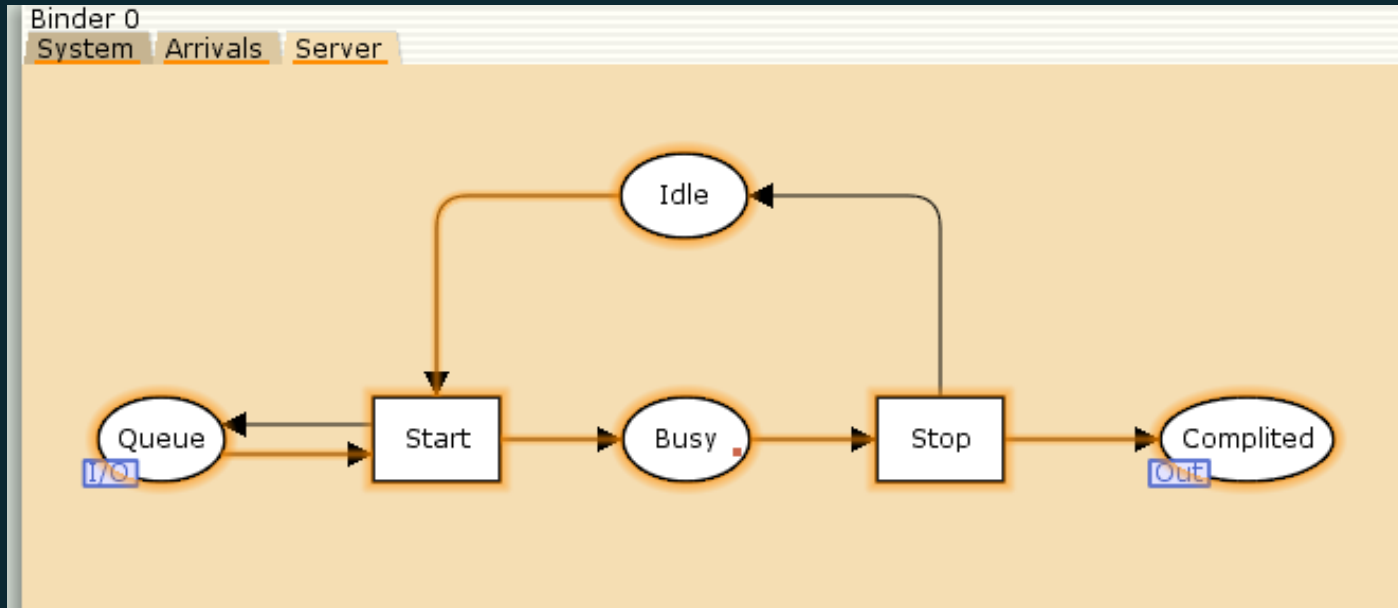 Binder 0
System Arrivals Server
Idle
Queue Start Busy Stop Complited
I/O Out